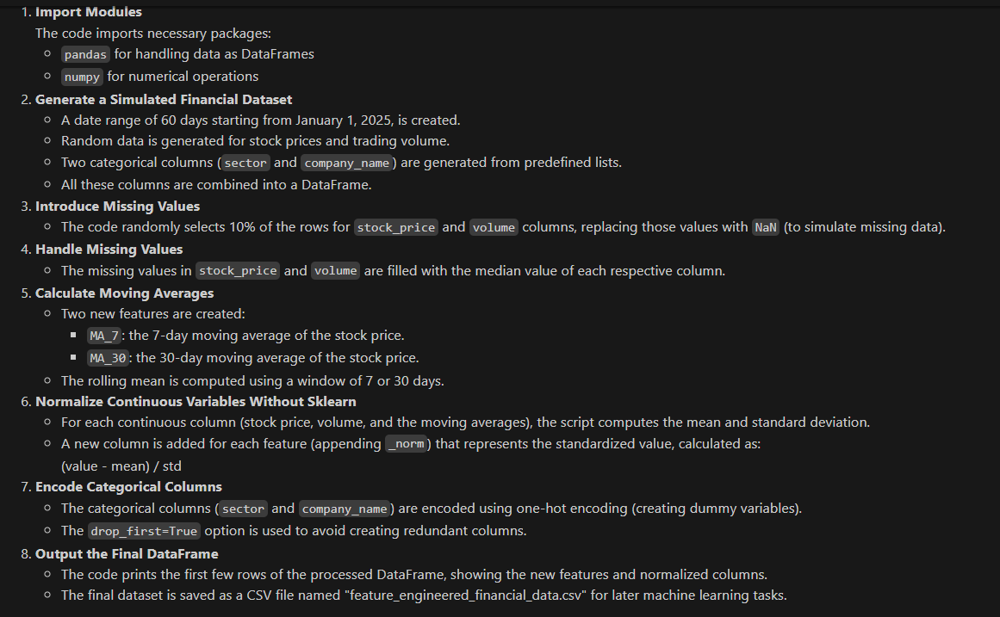 1. Import Modules
The code imports necessary packages:
pandas for handling data as DataFrames
numpy for numerical operations
2. Generate a Simulated Financial Dataset
A date range of 60 days starting from January 1, 2025, is created.
Random data is generated for stock prices and trading volume.
Two categorical columns (sector and company_name) are generated from predefined lists.
All these columns are combined into a DataFrame.
3. Introduce Missing Values
The code randomly selects 10% of the rows for stock_price and volume columns, replacing those values with NaN (to simulate missing data).
4. Handle Missing Values
The missing values in stock_price and volume are filled with the median value of each respective column.
5. Calculate Moving Averages
Two new features are created:
MA_7: the 7-day moving average of the stock price.
MA_30: the 30-day moving average of the stock price.
The rolling mean is computed using a window of 7 or 30 days.
6. Normalize Continuous Variables Without Sklearn
For each continuous column (stock price, volume, and the moving averages), the script computes the mean and standard deviation.
A new column is added for each feature (appending _norm) that represents the standardized value, calculated as:
(value - mean) / std
7. Encode Categorical Columns
The categorical columns (sector and company_name) are encoded using one-hot encoding (creating dummy variables).
The drop_first=True option is used to avoid creating redundant columns.
8. Output the Final DataFrame
The code prints the first few rows of the processed DataFrame, showing the new features and normalized columns.
The final dataset is saved as a CSV file named "feature_engineered_financial_data.csv" for later machine learning tasks.